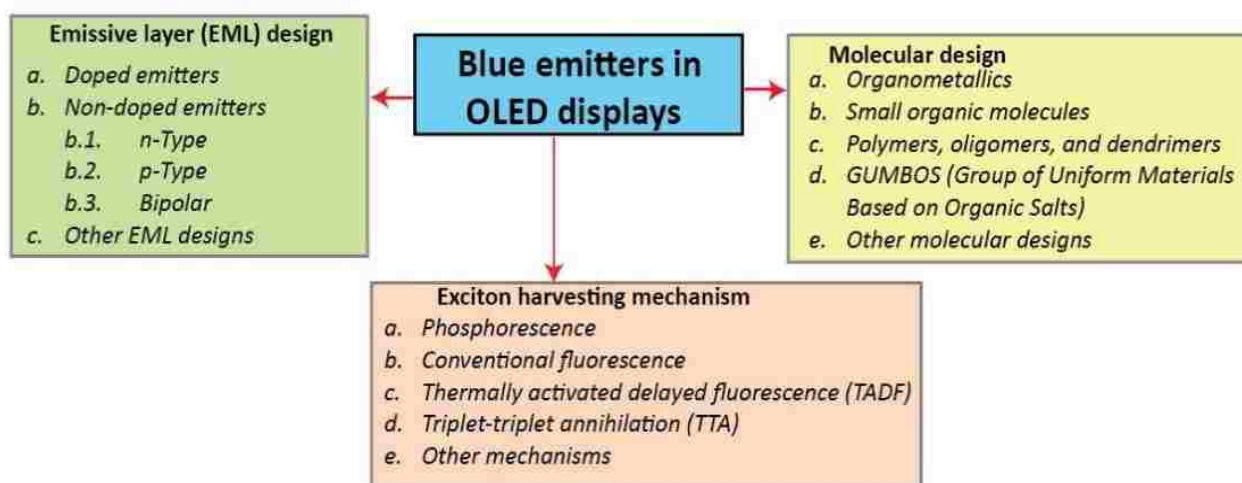 Emissive layer (EML) design
a. Doped emitters
b. Non-doped emitters
b.1. n-Type
b.2. p-Type
b.3. Bipolar
c. Other EML designs
Blue emitters in
OLED displays
Molecular design
a. Organometallics
b. Small organic molecules
c. Polymers, oligomers, and dendrimers
d. GUMBOS (Group of Uniform Materials
Based on Organic Salts)
e. Other molecular designs
Exciton harvesting mechanism
a. Phosphorescence
b. Conventional fluorescence
c. Thermally activated delayed fluorescence (TADF)
d. Triplet-triplet annihilation (TTA)
e. Other mechanisms